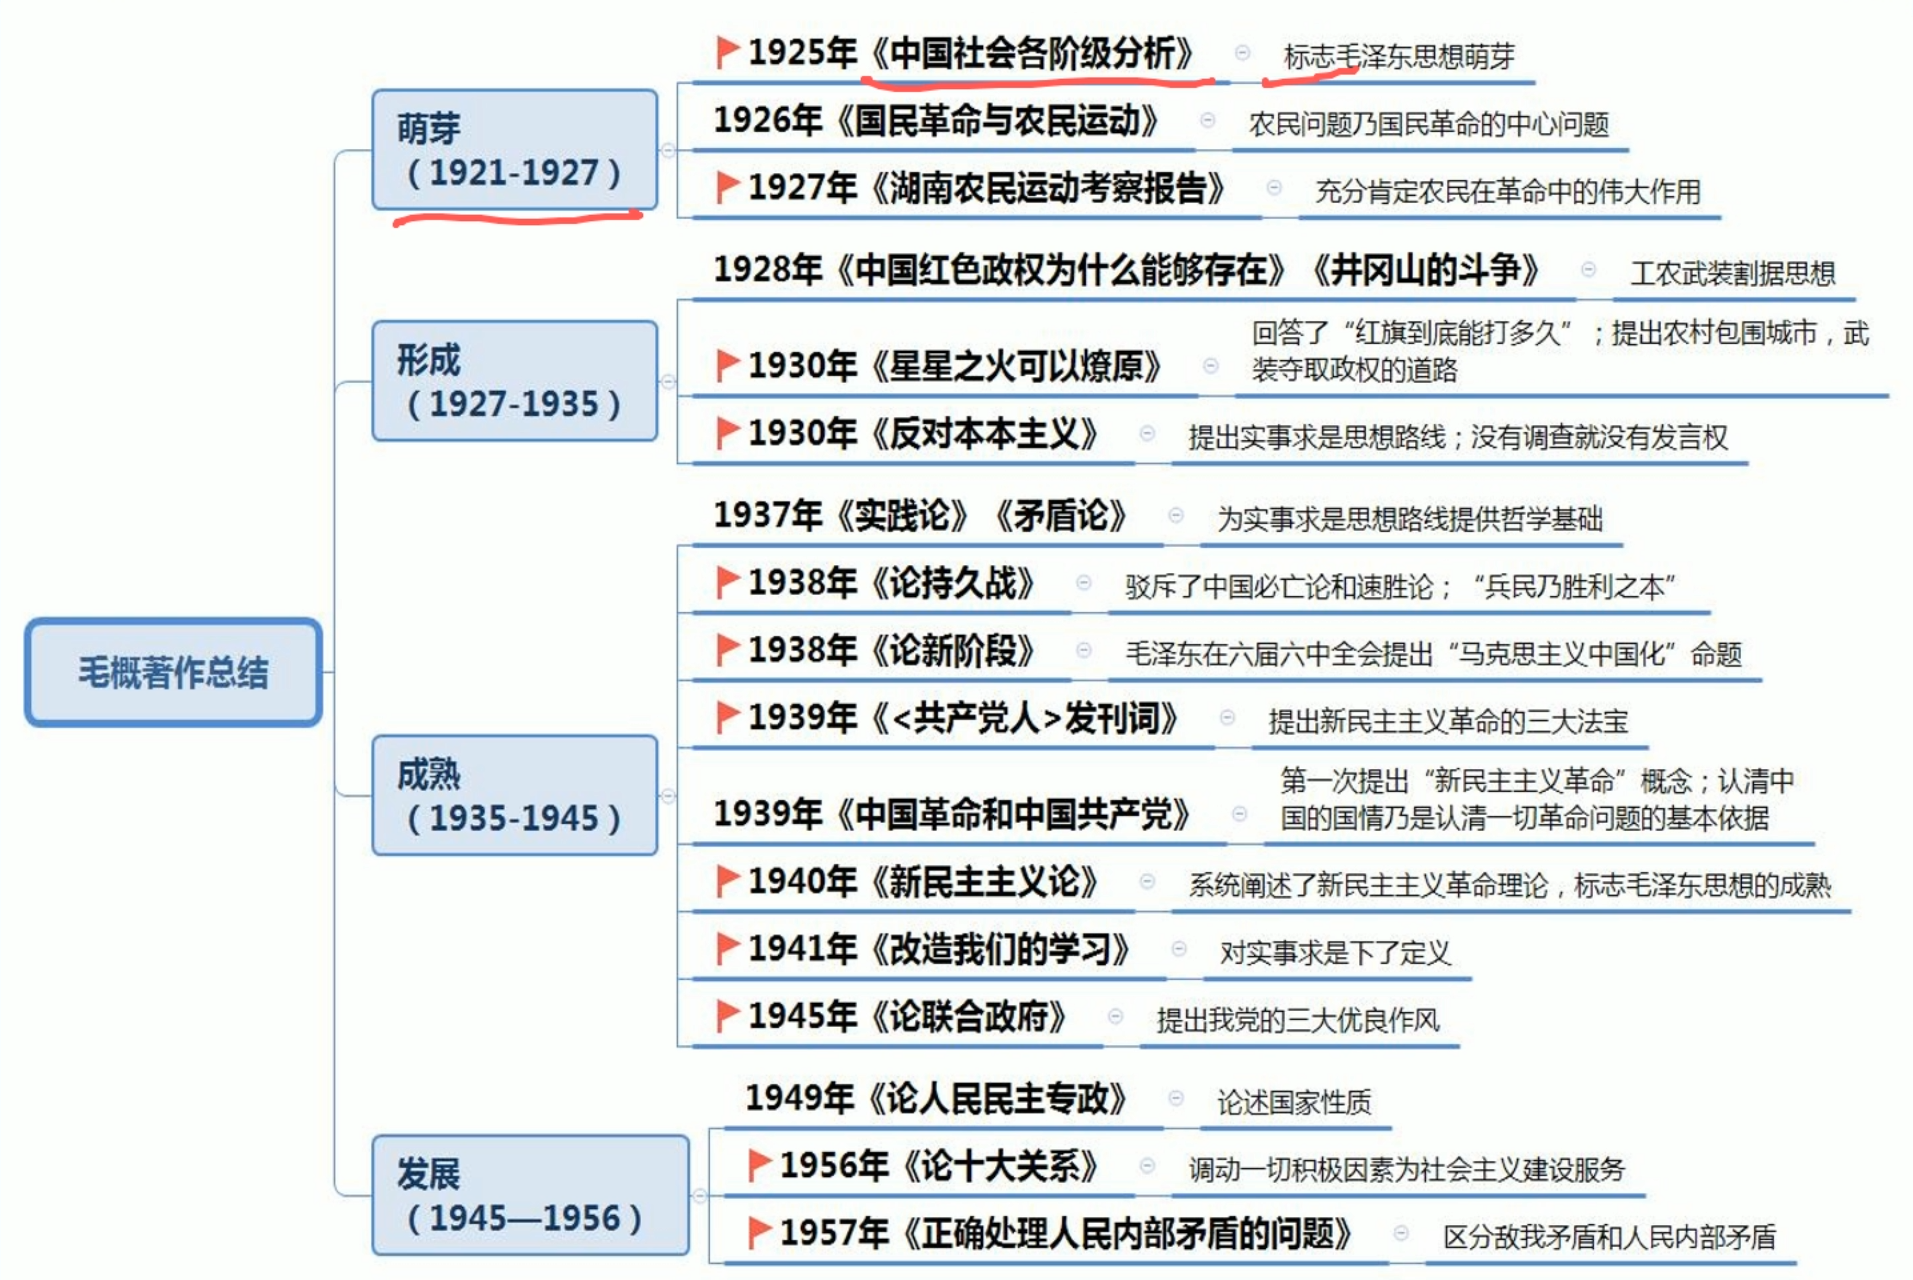 毛概著作总结
萌芽
（1921-1927）
1925年《中国社会各阶级分析》
标志毛泽东思想萌芽
1926年《国民革命与农民运动》
农民问题乃国民革命的中心问题
1927年《湖南农民运动考察报告》
充分肯定农民在革命中的伟大作用
形成
（1927-1935）
1928年《中国红色政权为什么能够存在》《井冈山的斗争》
工农武装割据思想
1930年《星星之火可以燎原》
回答了“红旗到底能打多久”；提出农村包围城市，武
装夺取政权的道路
1930年《反对本本主义》
提出实事求是思想路线；没有调查就没有发言权
成熟
（1935-1945）
1937年《实践论》《矛盾论》
为实事求是思想路线提供哲学基础
1938年《论持久战》
驳斥了中国必亡论和速胜论；“兵民乃胜利之本”
1938年《论新阶段》
毛泽东在六届六中全会提出“马克思主义中国化”命题
1939年《<共产党人>发刊词》
提出新民主主义革命的三大法宝
1939年《中国革命和中国共产党》
第一次提出“新民主主义革命”概念；认清中
国的国情乃是认清一切革命问题的基本依据
1940年《新民主主义论》
系统阐述了新民主主义革命理论，标志毛泽东思想的成熟
1941年《改造我们的学习》
对实事求是下了定义
1945年《论联合政府》
提出我党的三大优良作风
发展
（1945—1956）
1949年《论人民民主专政》
论述国家性质
1956年《论十大关系》
调动一切积极因素为社会主义建设服务
1957年《正确处理人民内部矛盾的问题》
区分敌我矛盾和人民内部矛盾